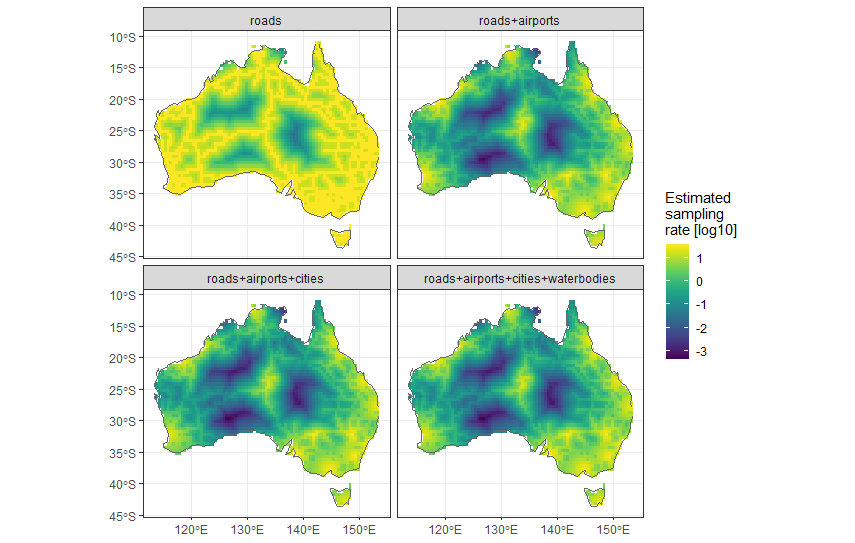 roads
roads+airports
10°S
15°S
20°S
25°S
30°S
35°S
40°S
45°S
roads+airports+cities
roads+airports+cities+waterbodies
10°S
15°S
20°S
25°S
30°S
35°S
40°S
45°S
120°E
130°E
140°E
150°E
120°E
130°E
140°E
150°E
Estimated
sampling
rate [log10]
1
0
-1
-2
-3